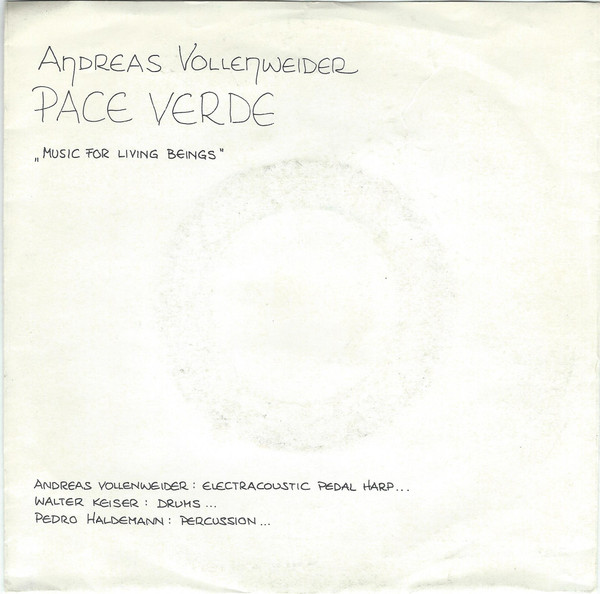 ANDREAS VOLLENWEIDER
PACE VERDE
„MUSIC FOR LIVING BEINGS"
ANDREAS VOLLENWEIDER: ELECTRACOUSTIC PEDAL HARP...
WALTER KEISER: DRUMS...
PEDRO HALDEMANN: PERCUSSION...